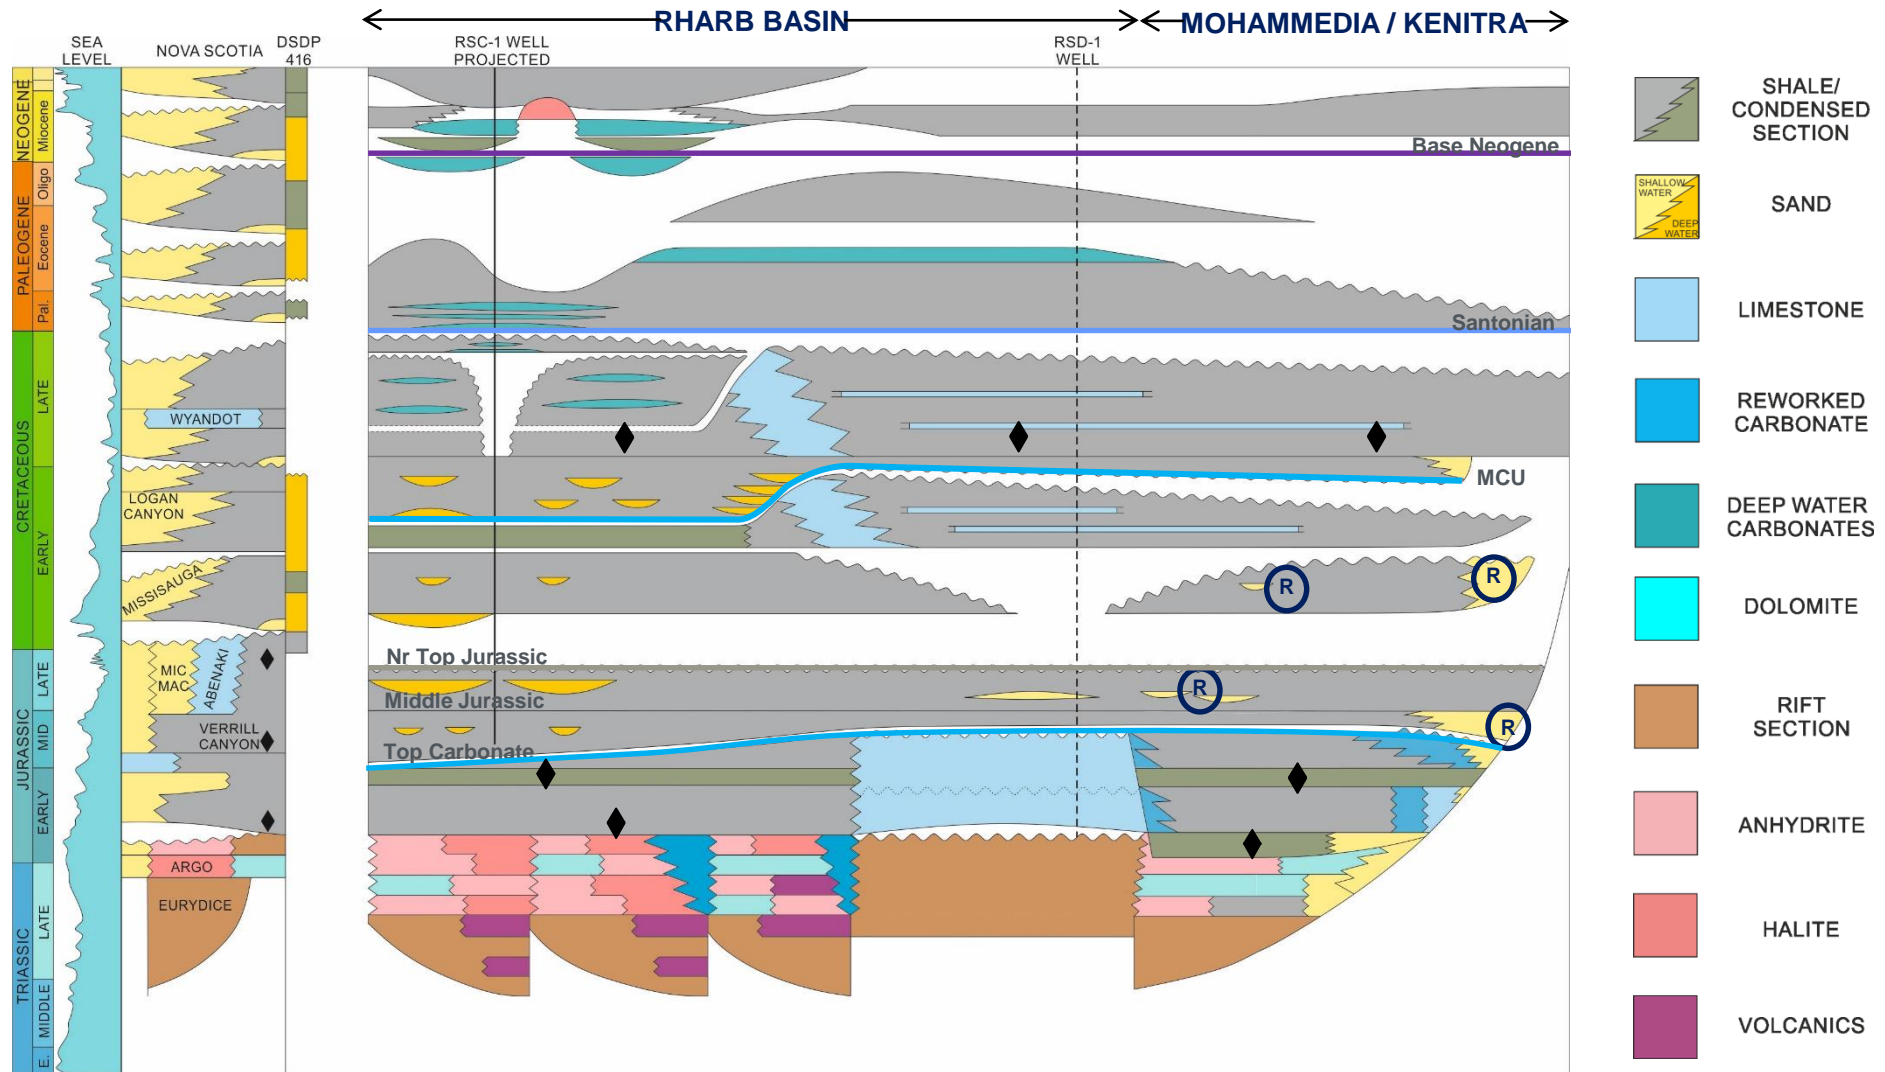 RHARB BASIN
MOHAMMEDIA / KENITRA
SEA
LEVEL
NOVA SCOTIA
DSDP
416
RSC-1 WELL
PROJECTED
RSD-1
WELL
NEOGENE
Miocene
PALEOGENE
Oligo
Eocene
Pal.
CRETACEOUS
LATE
EARLY
JURASSIC
LATE
MID
EARLY
TRIASSIC
LATE
MIDDLE
E.
WYANDOT
LOGAN
CANYON
MISSISAUGA
MIC
MAC
ABENAKI
VERRILL
CANYON
ARGO
EURYDICE
Base Neogene
Santonian
MCU
R
R
Nr Top Jurassic
R
Middle Jurassic
R
Top Carbonate
SHALE/
CONDENSED
SECTION
SHALLOW
WATER
DEEP
WATER
SAND
LIMESTONE
REWORKED
CARBONATE
DEEP WATER
CARBONATES
DOLOMITE
RIFT
SECTION
ANHYDRITE
HALITE
VOLCANICS